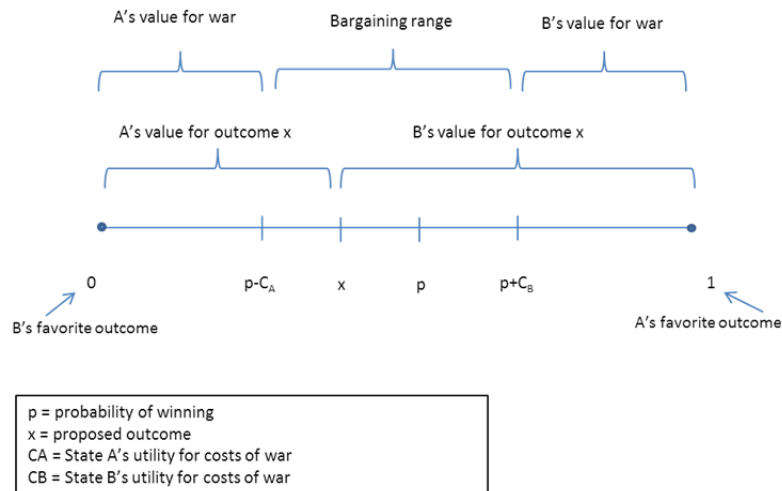 A's value for war
Bargaining range
B's value for war
A's value for outcome x
B's value for outcome x
0 p-CA x p p+CB 1
B's favorite outcome
A's favorite outcome
p = probability of winning
x = proposed outcome
CA = State A's utility for costs of war
CB = State B's utility for costs of war